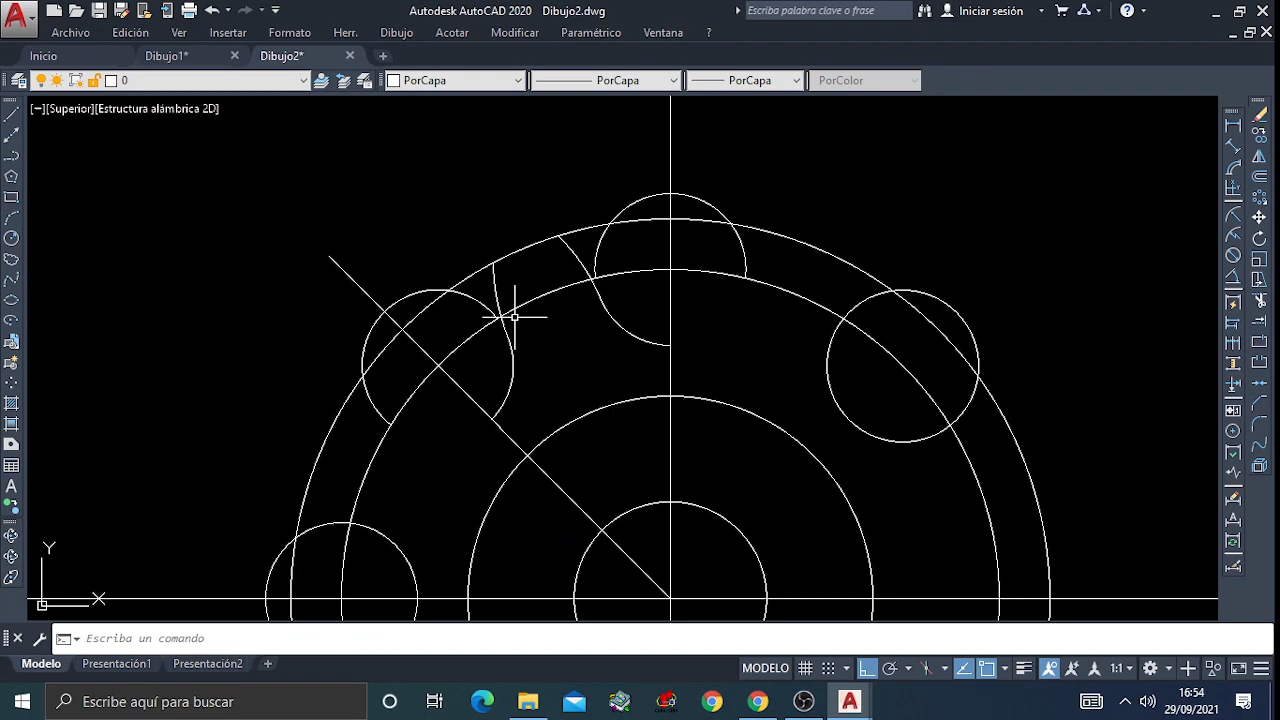 Autodesk AutoCAD 2020 Dibujo2.dwg
Escriba palabra clave o frase
Iniciar sesión
Archivo Edición Ver Insertar Formato Herr. Dibujo Acotar Modificar Paramétrico Ventana ?
Inicio Dibujo1* Dibujo2*
0 PorCapa PorCapa PorCapa PorColor
[−][Superior][Estructura alámbrica 2D]
Y
X
Escriba un comando
Modelo Presentación1 Presentación2 +
MODELO 1:1
Escribe aquí para buscar
16:54
29/09/2021